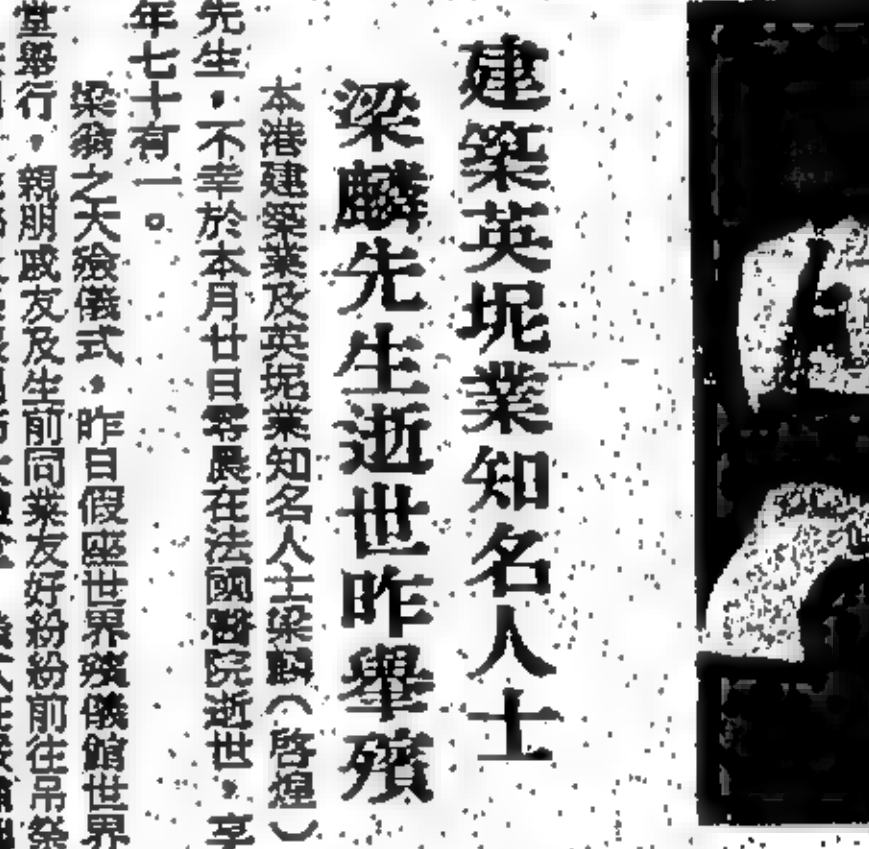 建築英坭業知名人士
梁麟先生逝世昨舉殯
本港建築業及英坭業知名人士梁麟（啓煌）
先生，不幸於本月廿日零晨在法國醫院逝世，享
年七十有一。
梁翁之大殮儀式，昨日假座世界殯儀館世界
堂舉行，親朋戚友及生前同業友好紛紛前往吊祭